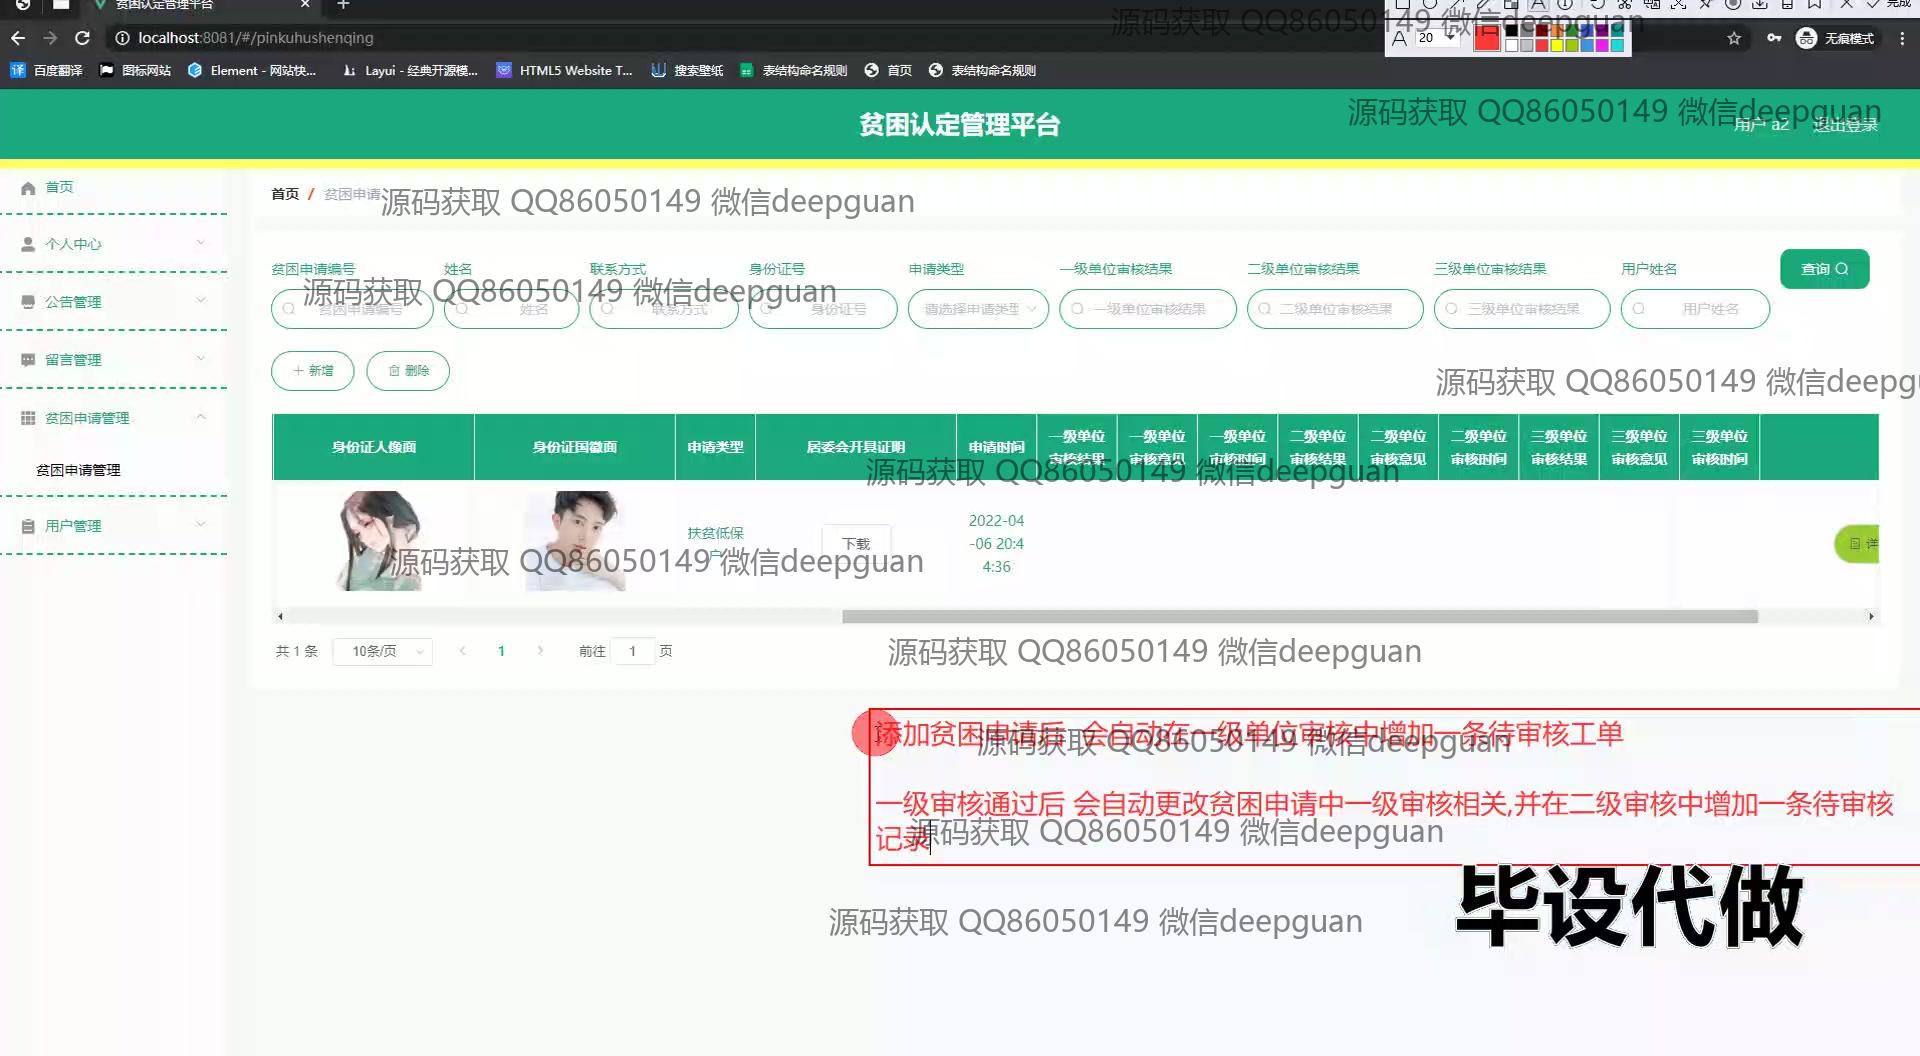 贫困认定管理平台
完成
源码获取 QQ86050149 微信deepguan
A 20
localhost:8081/#/pinkuhushenqing
无痕模式
百度翻译 图标网站 Element - 网站快... Layui - 经典开源模... HTML5 Website T... 搜索壁纸 表结构命名规则 首页 表结构命名规则
贫困认定管理平台
源码获取 QQ86050149 微信deepguan
用户 a2 退出登录
首页
首页 / 贫困申请
源码获取 QQ86050149 微信deepguan
个人中心
贫困申请编号 姓名 联系方式 身份证号 申请类型 一级单位审核结果 二级单位审核结果 三级单位审核结果 用户姓名 查询
源码获取 QQ86050149 微信deepguan
公告管理
贫困申请编号 姓名 联系方式 身份证号 请选择申请类型 一级单位审核结果 二级单位审核结果 三级单位审核结果 用户姓名
留言管理
新增 删除
源码获取 QQ86050149 微信deepg
贫困申请管理
身份证人像面 身份证国徽面 申请类型 居委会开具证明 申请时间 一级单位审核结果 一级单位审核意见 一级单位审核时间 二级单位审核结果 二级单位审核意见 二级单位审核时间 三级单位审核结果 三级单位审核意见 三级单位审核时间
源码获取 QQ86050149 微信deepguan
贫困申请管理
用户管理
扶贫低保户
下载
2022-04
-06 20:4
4:36
详
源码获取 QQ86050149 微信deepguan
共 1 条 10条/页 1 前往 1 页
源码获取 QQ86050149 微信deepguan
添加贫困申请后 会自动在一级单位审核中增加一条待审核工单
源码获取 QQ86050149 微信deepguan
一级审核通过后 会自动更改贫困申请中一级审核相关,并在二级审核中增加一条待审核
记录
源码获取 QQ86050149 微信deepguan
毕设代做
源码获取 QQ86050149 微信deepguan